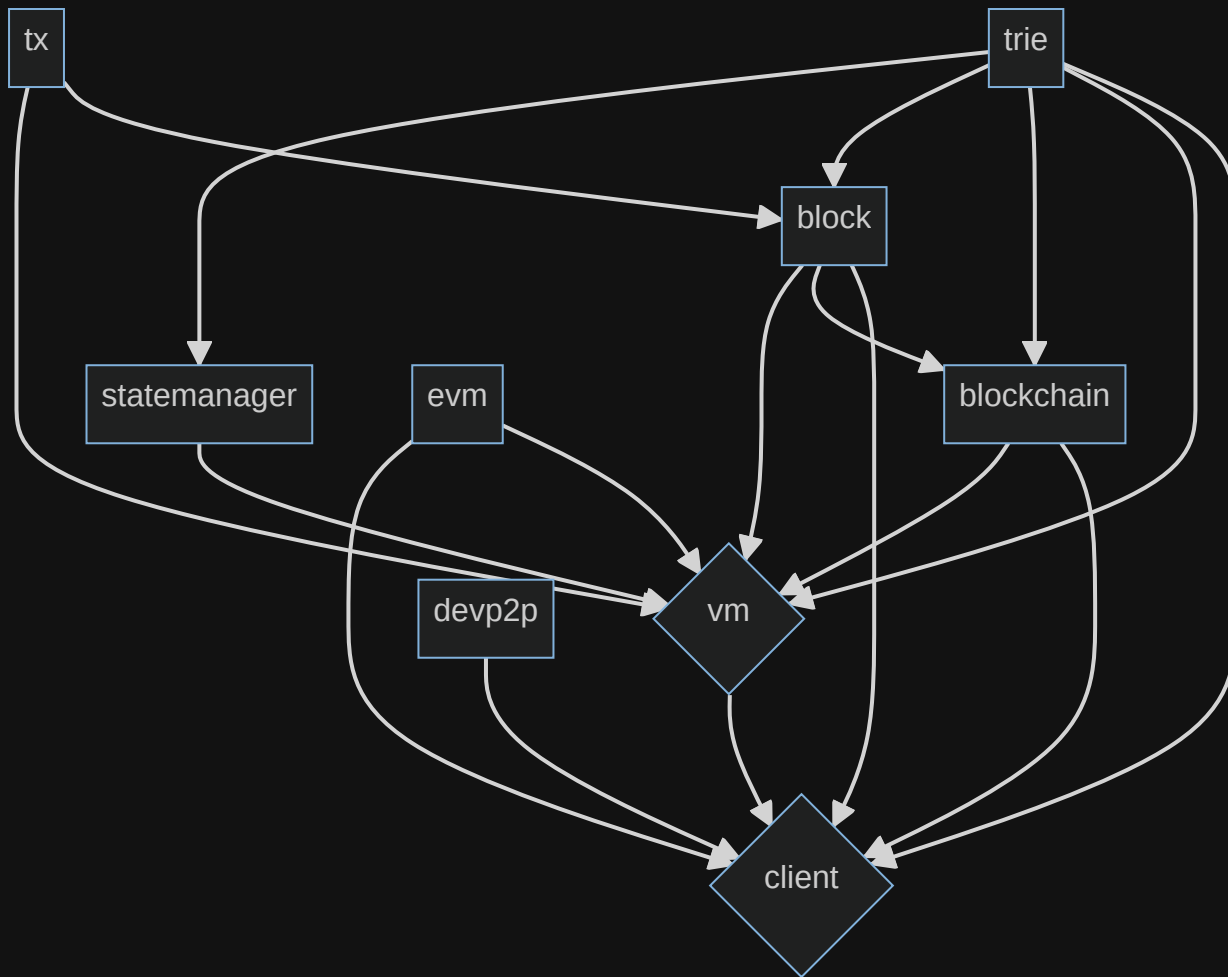 tx
trie
block
statemanager
evm
blockchain
devp2p
vm
client